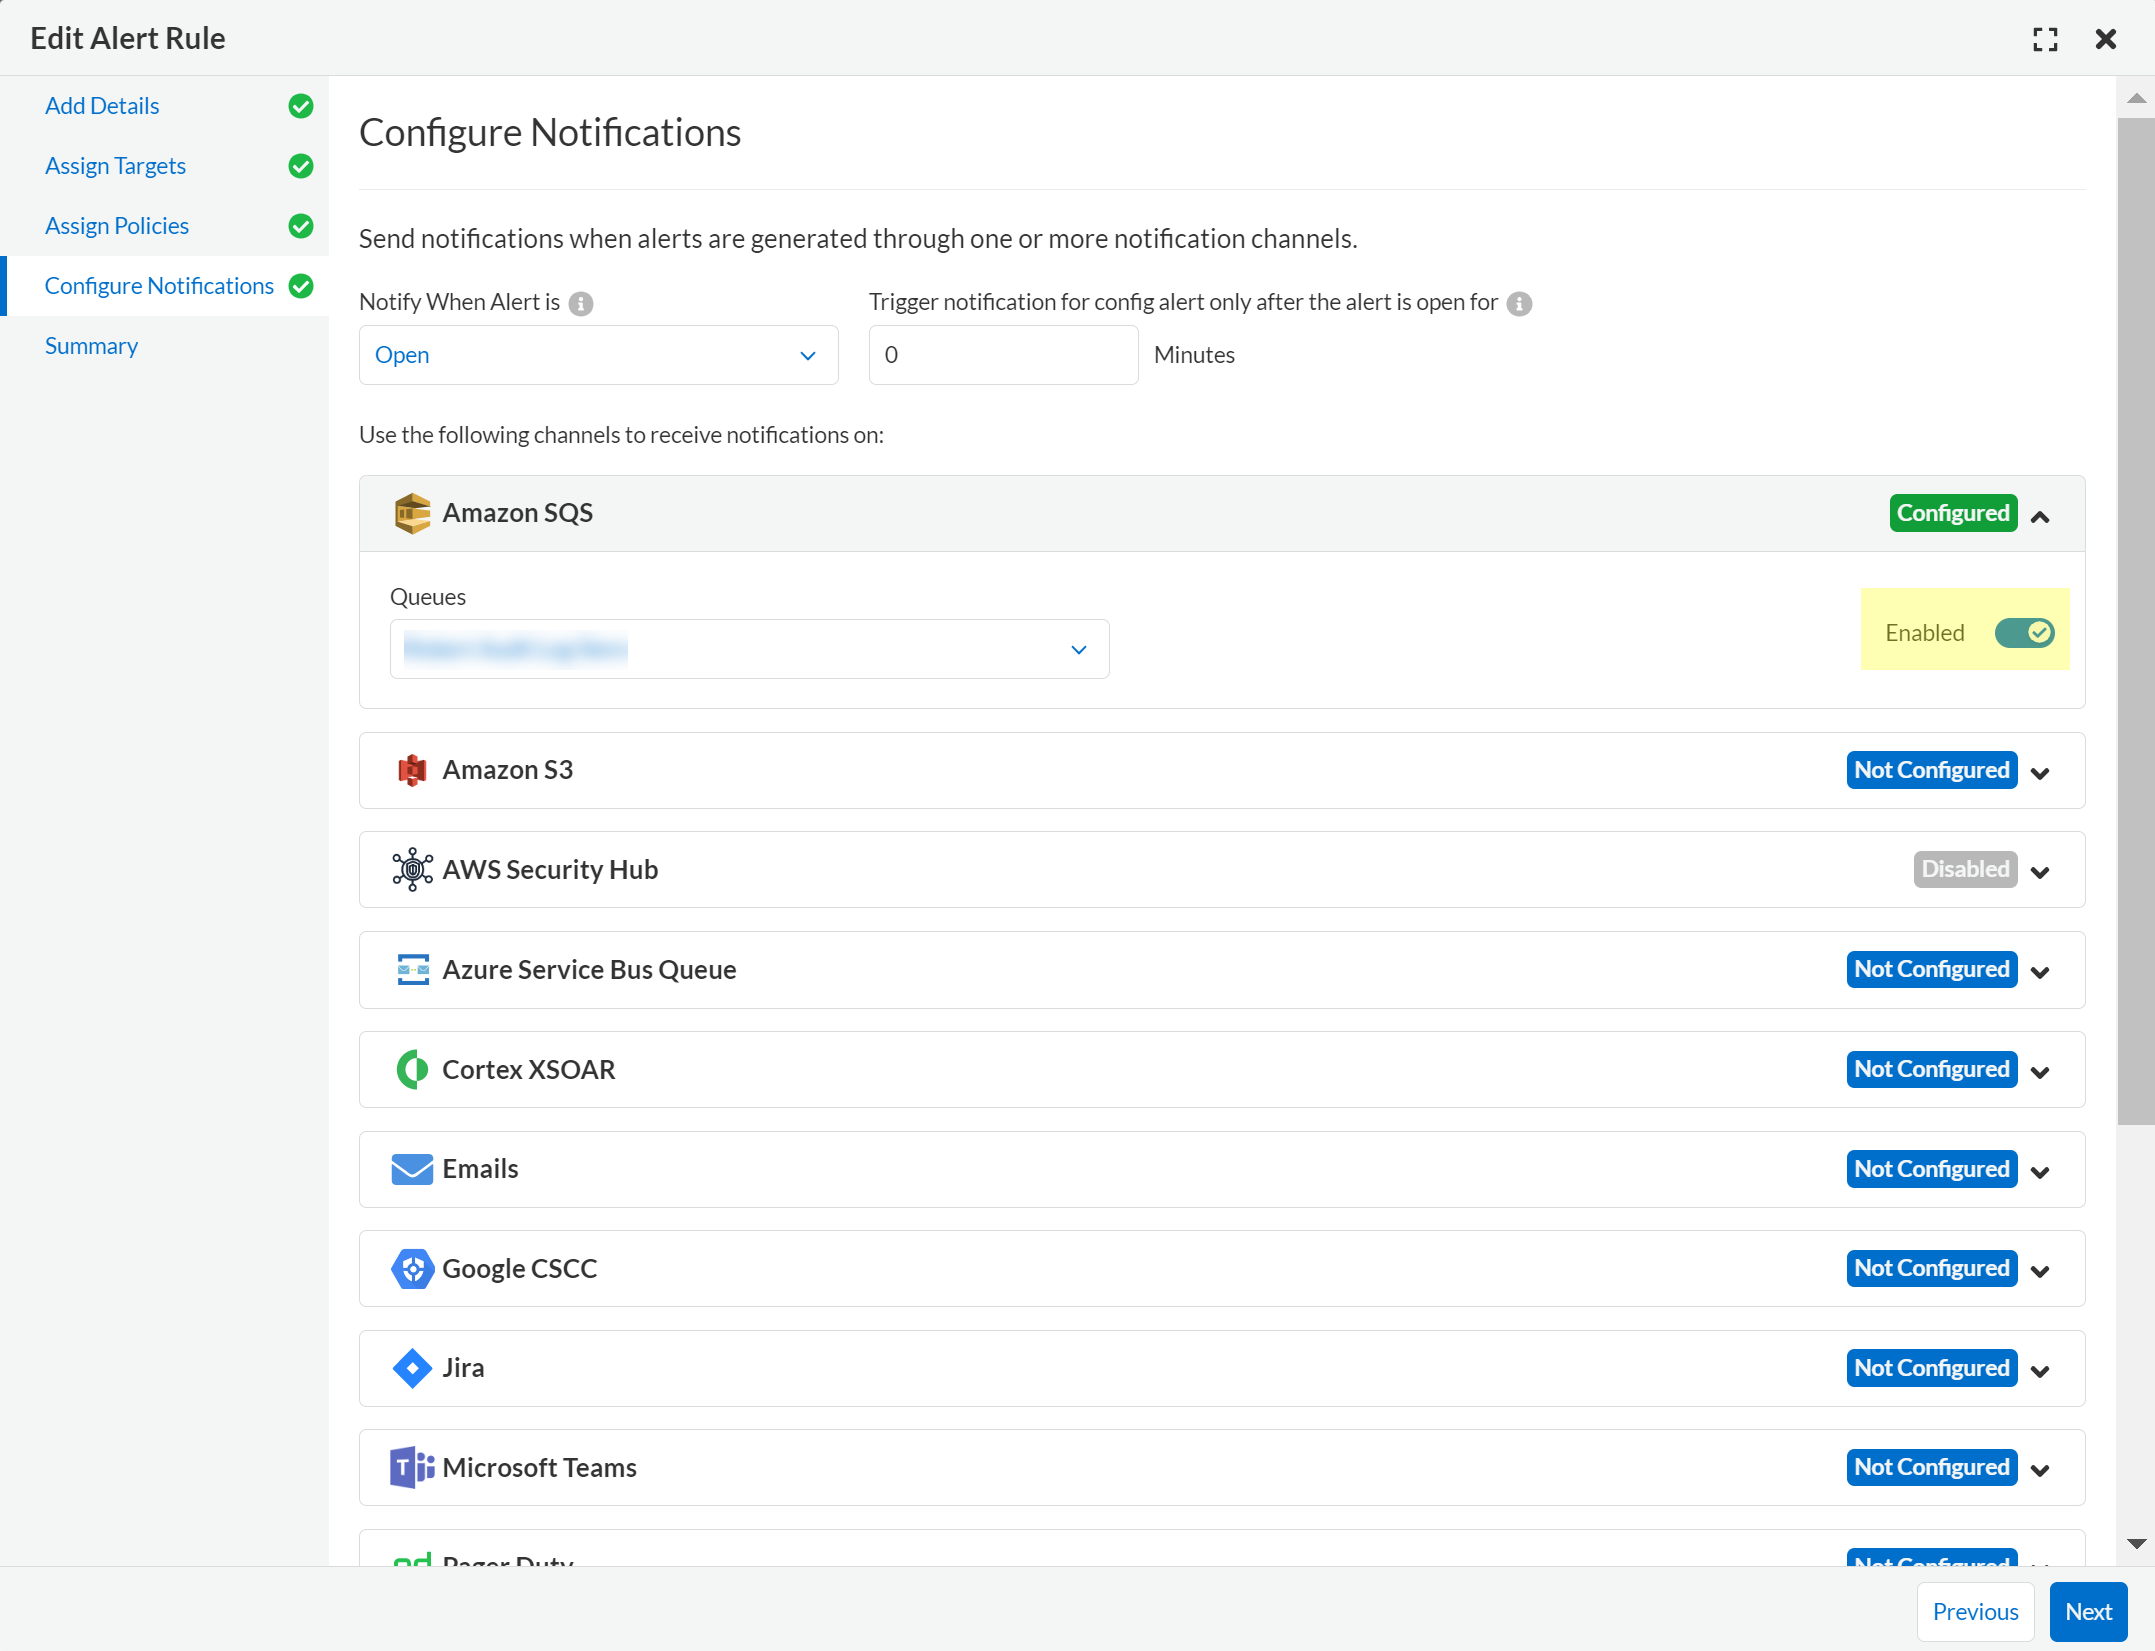 Edit Alert Rule
Add Details
Assign Targets
Assign Policies
Configure Notifications
Summary
Configure Notifications
Send notifications when alerts are generated through one or more notification channels.
Notify When Alert is
Trigger notification for config alert only after the alert is open for
Open
0
Minutes
Use the following channels to receive notifications on:
Amazon SQS
Configured
Queues
Enabled
Amazon S3
Not Configured
AWS Security Hub
Disabled
Azure Service Bus Queue
Not Configured
Cortex XSOAR
Not Configured
Emails
Not Configured
Google CSCC
Not Configured
Jira
Not Configured
Microsoft Teams
Not Configured
Pager Duty
Not Configured
Previous
Next